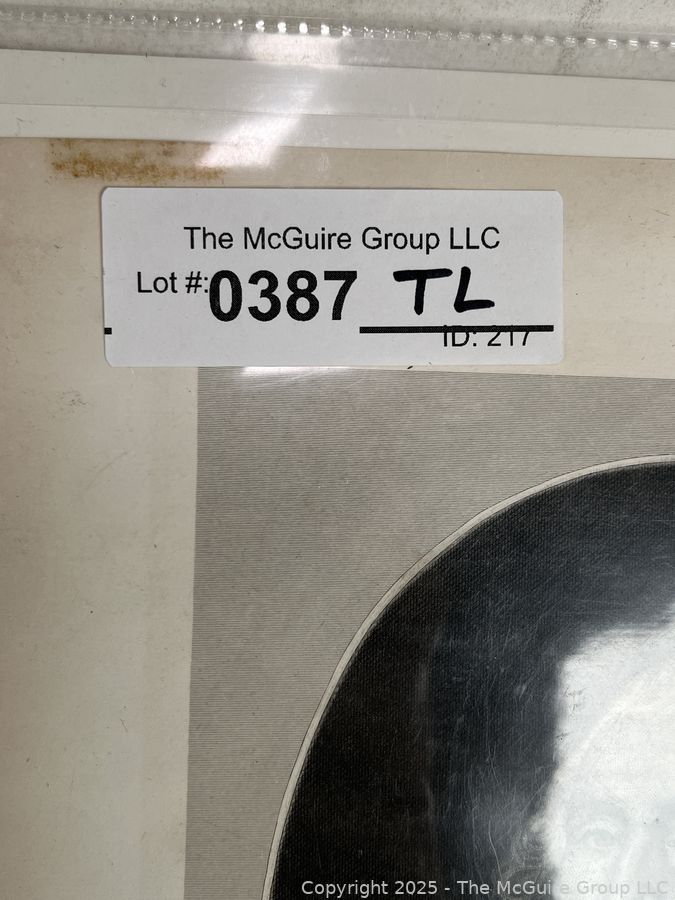 The McGuire Group LLC
Lot #:0387 TL
ID: 217
Copyright 2025 - The McGuire Group LLC